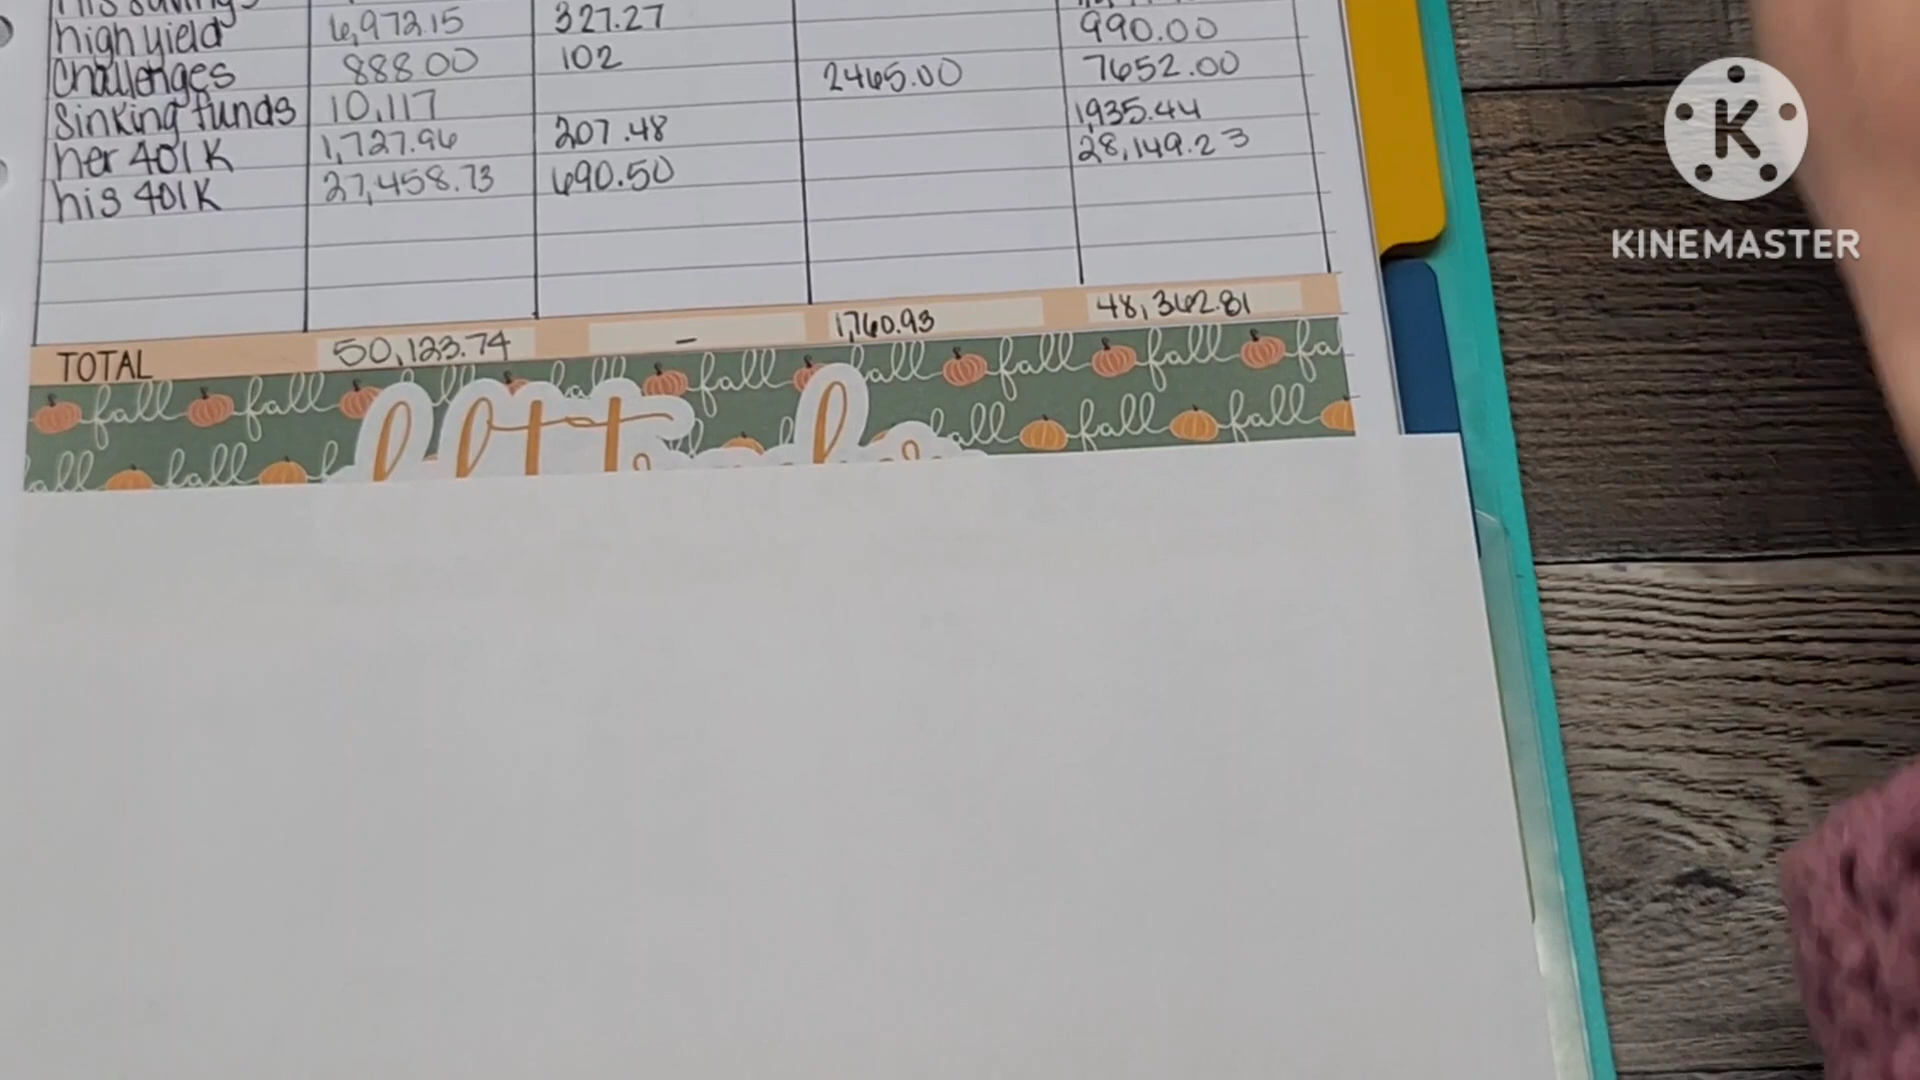 his savings
high yield 6,972.15 327.27 990.00
Challenges 888 00 102 2465.00 7652.00
Sinking funds 10,117 1935.44
her 401K 1,727.96 207.48 28,149.23
his 401K 27,458.73 690.50
TOTAL 50,123.74 - 1,760.93 48,362.81
fall fall fall fall fall fall fall
all fall fall fall fall
KINEMASTER